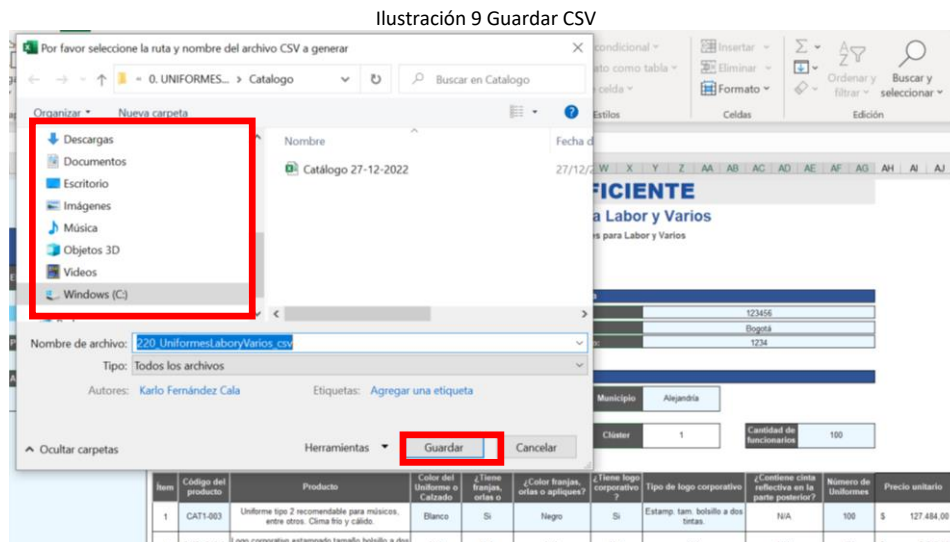 Ilustración 9 Guardar CSV
Por favor seleccione la ruta y nombre del archivo CSV a generar
0. UNIFORMES... > Catalogo
Buscar en Catalogo
Organizar
Nueva carpeta
Descargas
Documentos
Escritorio
Imágenes
Música
Objetos 3D
Videos
Windows (C:)
Nombre
Fecha d
Catálogo 27-12-2022
27/12/2
Nombre de archivo: 220_UniformesLaboryVarios_csv
Tipo: Todos los archivos
Autores: Karlo Fernández Cala
Etiquetas: Agregar una etiqueta
Ocultar carpetas
Herramientas
Guardar
Cancelar
condicional
ato como tabla
celda
Estilos
Insertar
Eliminar
Formato
Celdas
Ordenar y
filtrar
Buscar y
seleccionar
Edición
W X Y Z AA AB AC AD AE AF AG AH AI AJ
FICIENTE
a Labor y Varios
es para Labor y Varios
123456
Bogotá
1234
Municipio
Alejandría
Clúster
1
Cantidad de
funcionarios
100
Ítem
Código del
producto
Producto
Color del
Uniforme o
Calzado
¿Tiene
franjas,
orlas o
¿Color franjas,
orlas o apliques?
¿Tiene logo
corporativo
?
Tipo de logo corporativo
¿Contiene cinta
reflectiva en la
parte posterior?
Número de
Uniformes
Precio unitario
1
CAT1-003
Uniforme tipo 2 recomendable para músicos,
entre otros. Clima frío y cálido.
Blanco
Si
Negro
Si
Estamp. tam. bolsillo a dos
tintas.
N/A
100
$ 127.484,00
Logo corporativo estampado tamaño bolsillo a dos